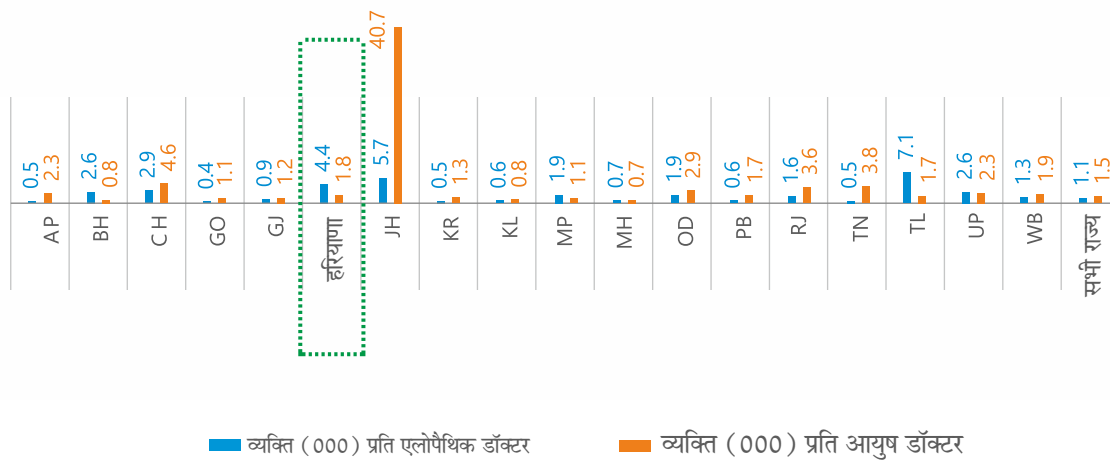 0.5 2.3 2.6 0.8 2.9 4.6 0.4 1.1 0.9 1.2 4.4 1.8 5.7 40.7 0.5 1.3 0.6 0.8 1.9 1.1 0.7 0.7 1.9 2.9 0.6 1.7 1.6 3.6 0.5 3.8 7.1 1.7 2.6 2.3 1.3 1.9 1.1 1.5
AP BH CH GO GJ हरियाणा JH KR KL MP MH OD PB RJ TN TL UP WB सभी राज्य
व्यक्ति (000) प्रति एलोपैथिक डॉक्टर व्यक्ति (000) प्रति आयुष डॉक्टर